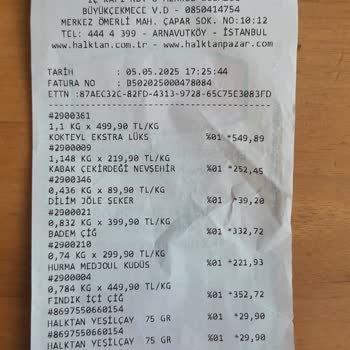 BÜYÜKÇEKMECE V.D - 0850414754
MERKEZ ÖMERLİ MAH. ÇAPAR SOK. NO:10:12
TEL: 444 4 399 - ARNAVUTKÖY - İSTANBUL
www.halktan.com.tr - www.halktanpazar.com
TARİH : 05.05.2025 17:25:44
FATURA NO : B502025000478084
ETTN :87AEC32C-82FD-4313-9728-65C75E3083FD
#2900361
1,1 KG x 499,90 TL/KG
KOKTEYL EKSTRA LÜKS %01 *549,89
#2900009
1,148 KG x 219,90 TL/KG
KABAK ÇEKİRDEĞİ NEVŞEHİR %01 *252,45
#2900346
0,436 KG x 89,90 TL/KG
DİLİM JÖLE ŞEKER %01 *39,20
#2900021
0,832 KG x 399,90 TL/KG
BADEM ÇİĞ %01 *332,72
#2900210
0,74 KG x 299,90 TL/KG
HURMA MEDJOUL KUDÜS %01 *221,93
#2900004
0,784 KG x 449,90 TL/KG
FINDIK İÇİ ÇİĞ %01 *352,72
#8697550660154
HALKTAN YEŞİLÇAY 75 GR %01 *29,90
#8697550660154
HALKTAN YEŞİLÇAY 75 GR %01 *29,90